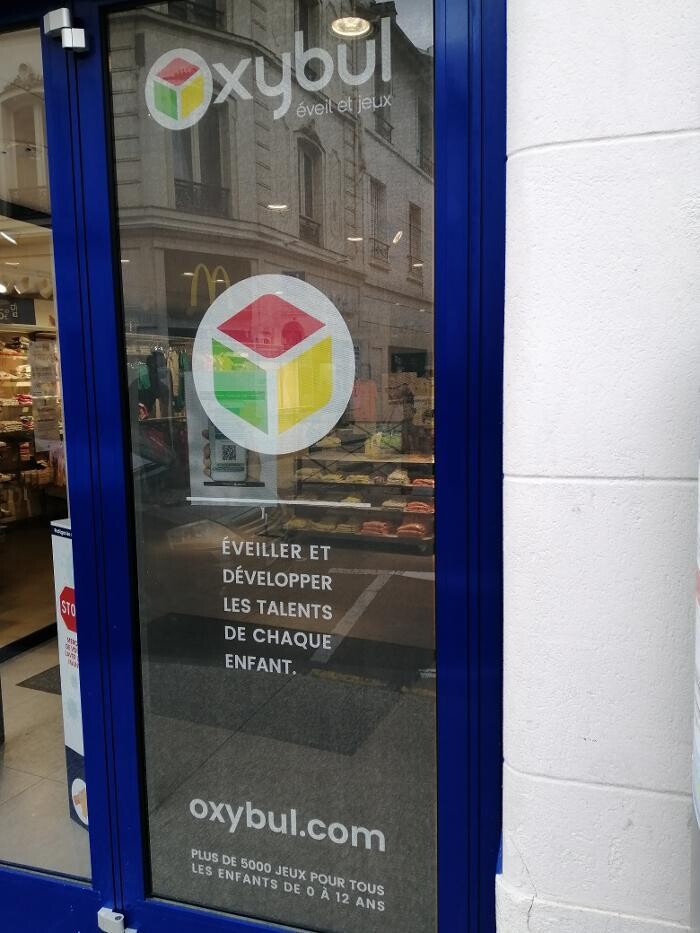 Oxybul
éveil et jeux
ÉVEILLER ET
DÉVELOPPER
LES TALENTS
DE CHAQUE
ENFANT.
oxybul.com
PLUS DE 5000 JEUX POUR TOUS
LES ENFANTS DE 0 À 12 ANS
STO